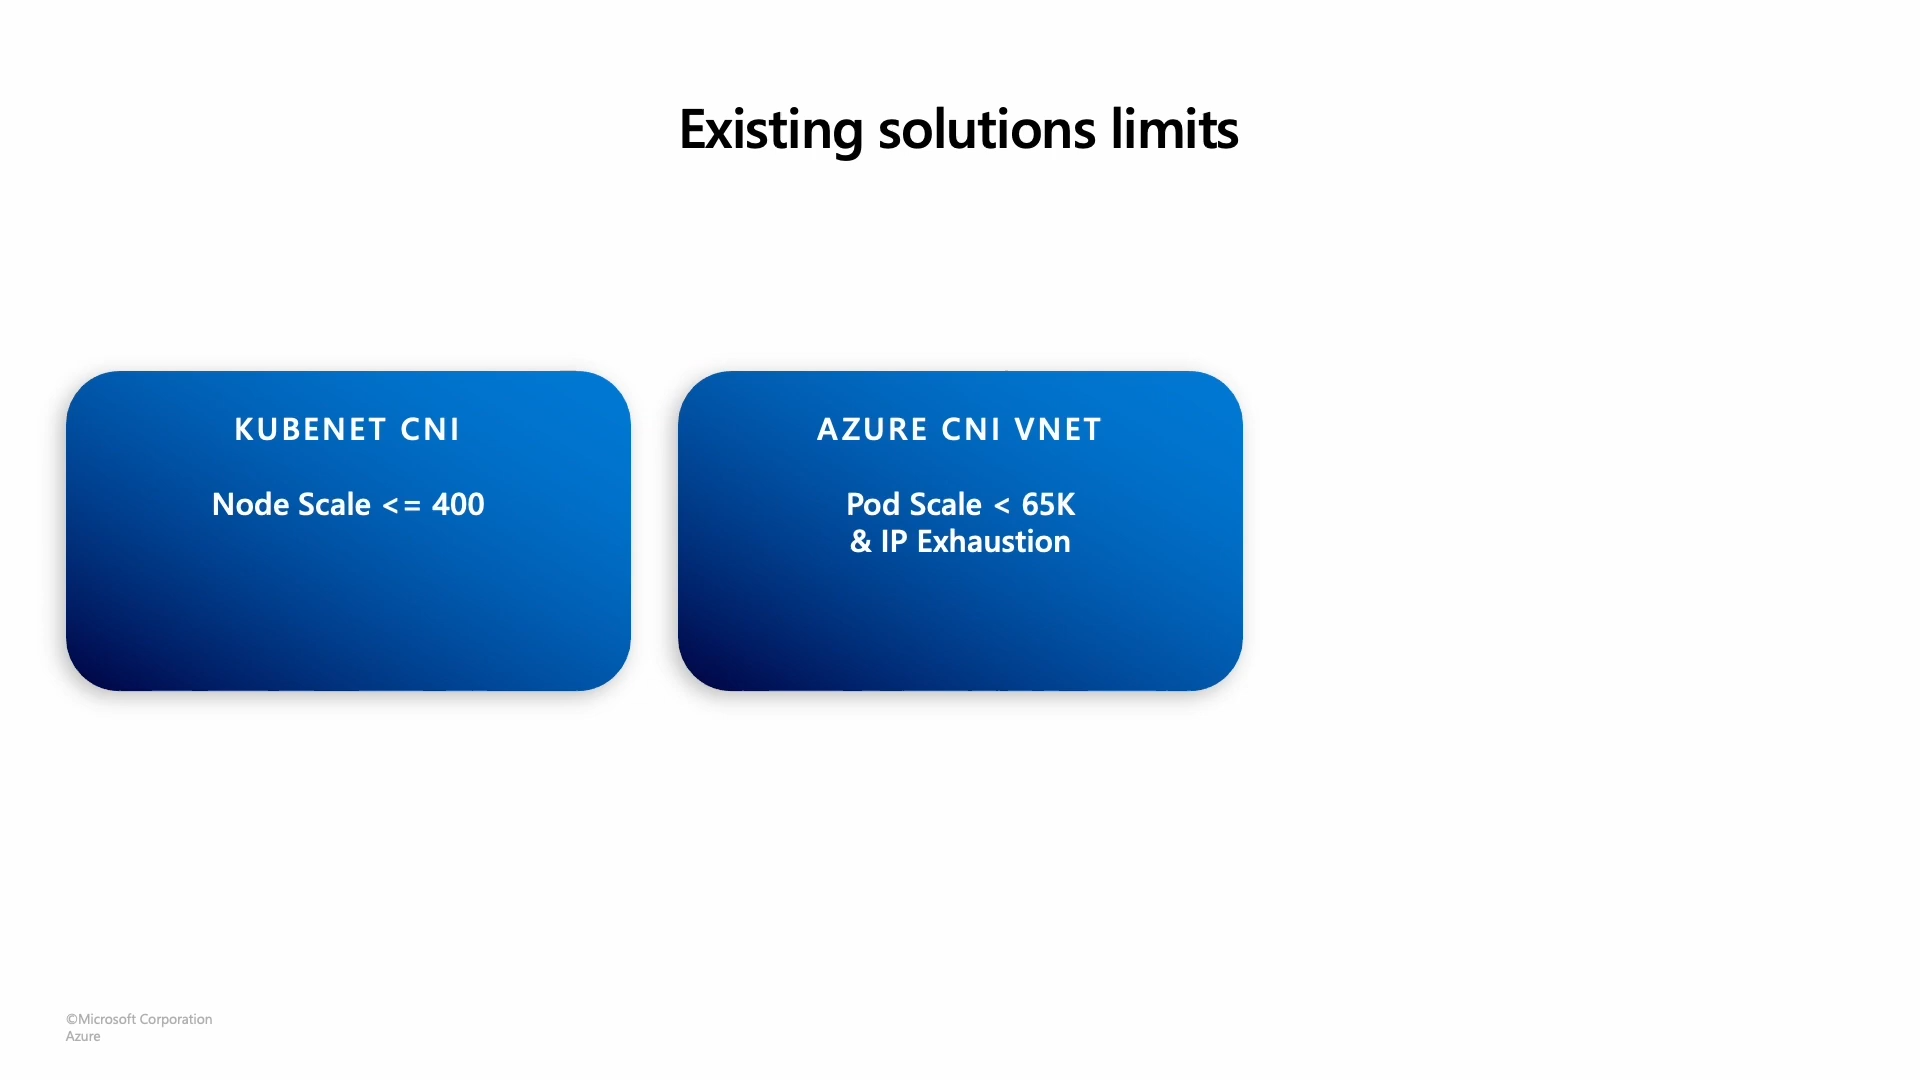 Existing solutions limits
KUBENET CNI
Node Scale <= 400
AZURE CNI VNET
Pod Scale < 65K
& IP Exhaustion
©Microsoft Corporation
Azure